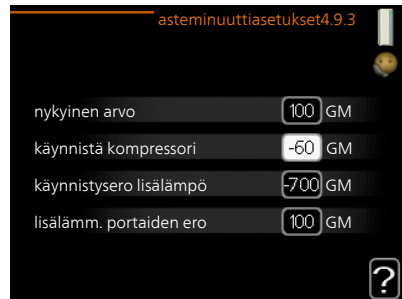 asteminuuttiasetukset4.9.3
nykyinen arvo 100 GM
käynnistä kompressori -60 GM
käynnistysero lisälämpö -700 GM
lisälämm. portaiden ero 100 GM
?